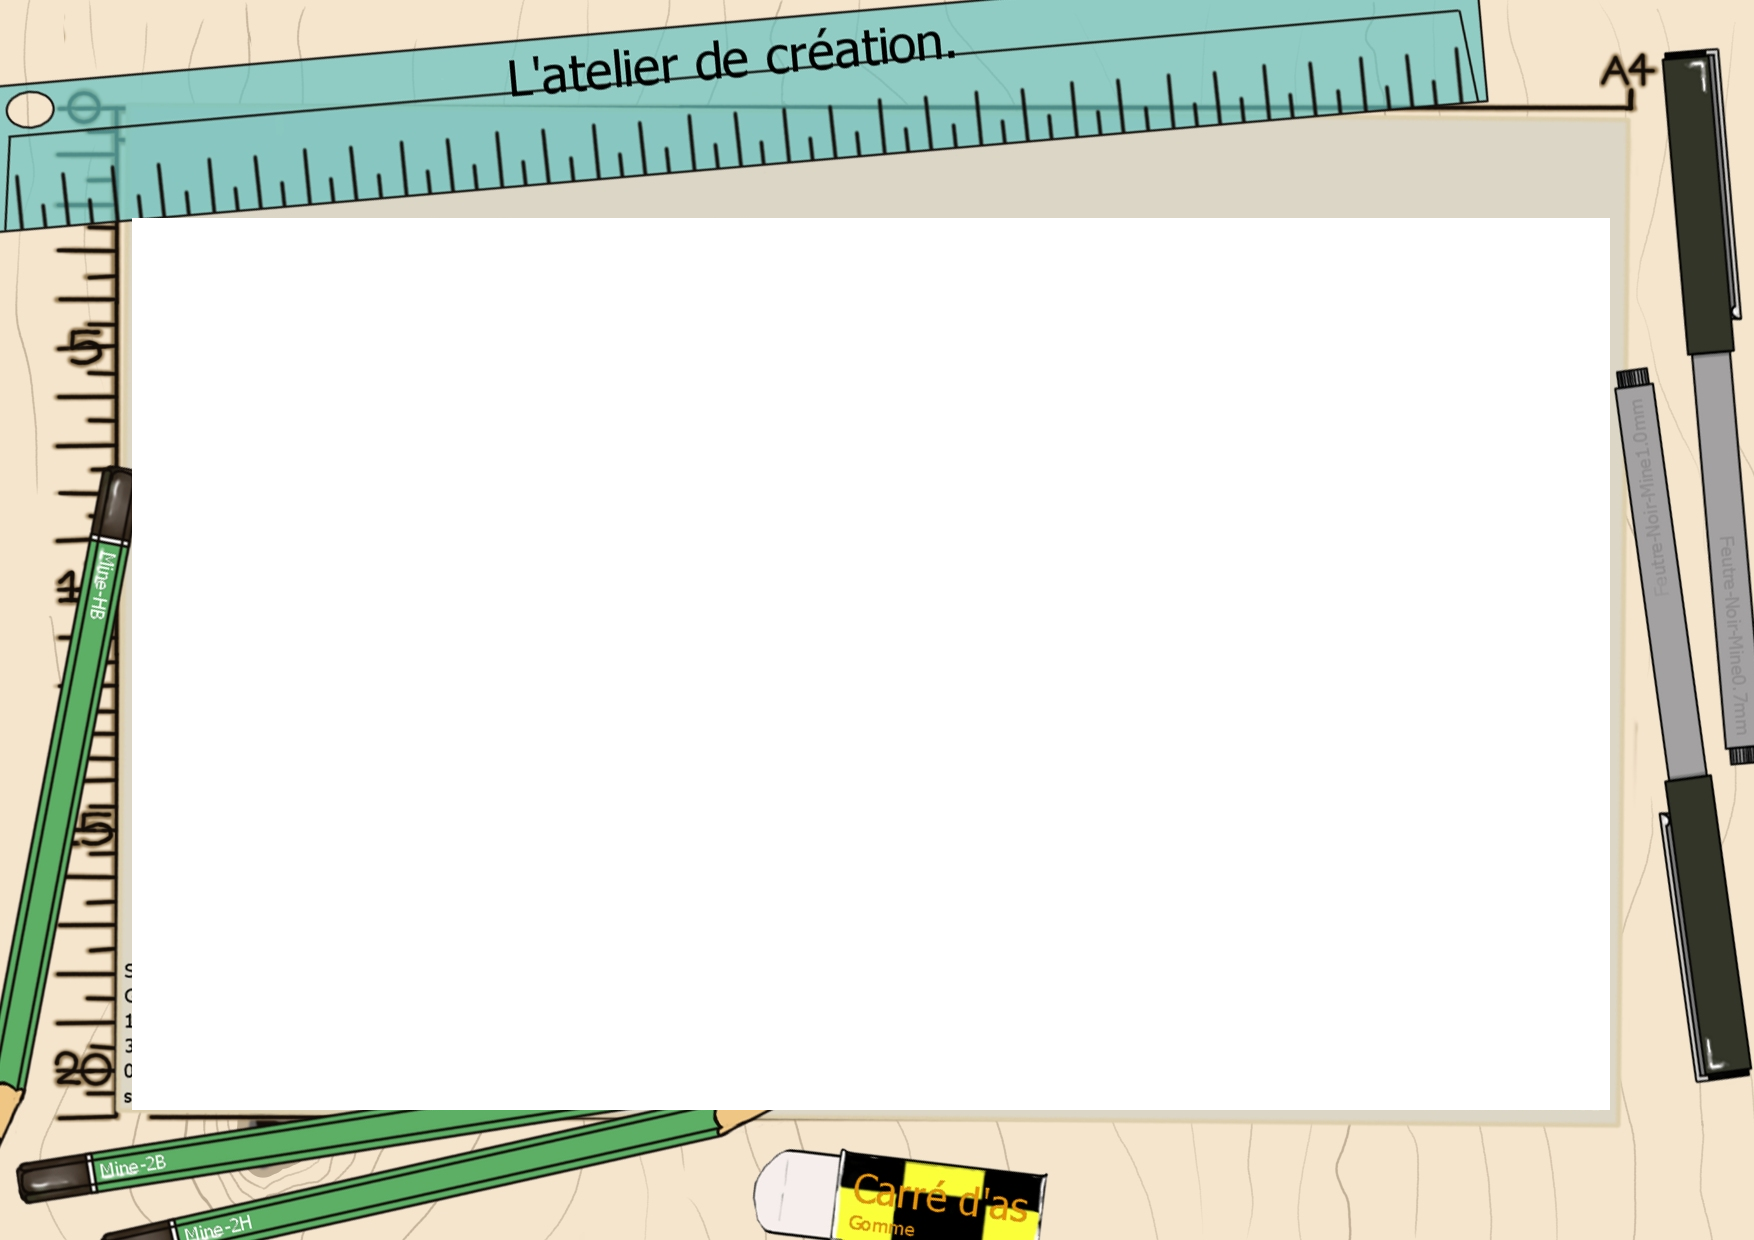 L'atelier de création.
A4
0
5
1
5
20
Mine-HB
Feutre-Noir-Mine1.0mm
Feutre-Noir-Mine0.7mm
S
1
3
0
s
Mine-2B
Mine-2H
Carré d'as
Gomme